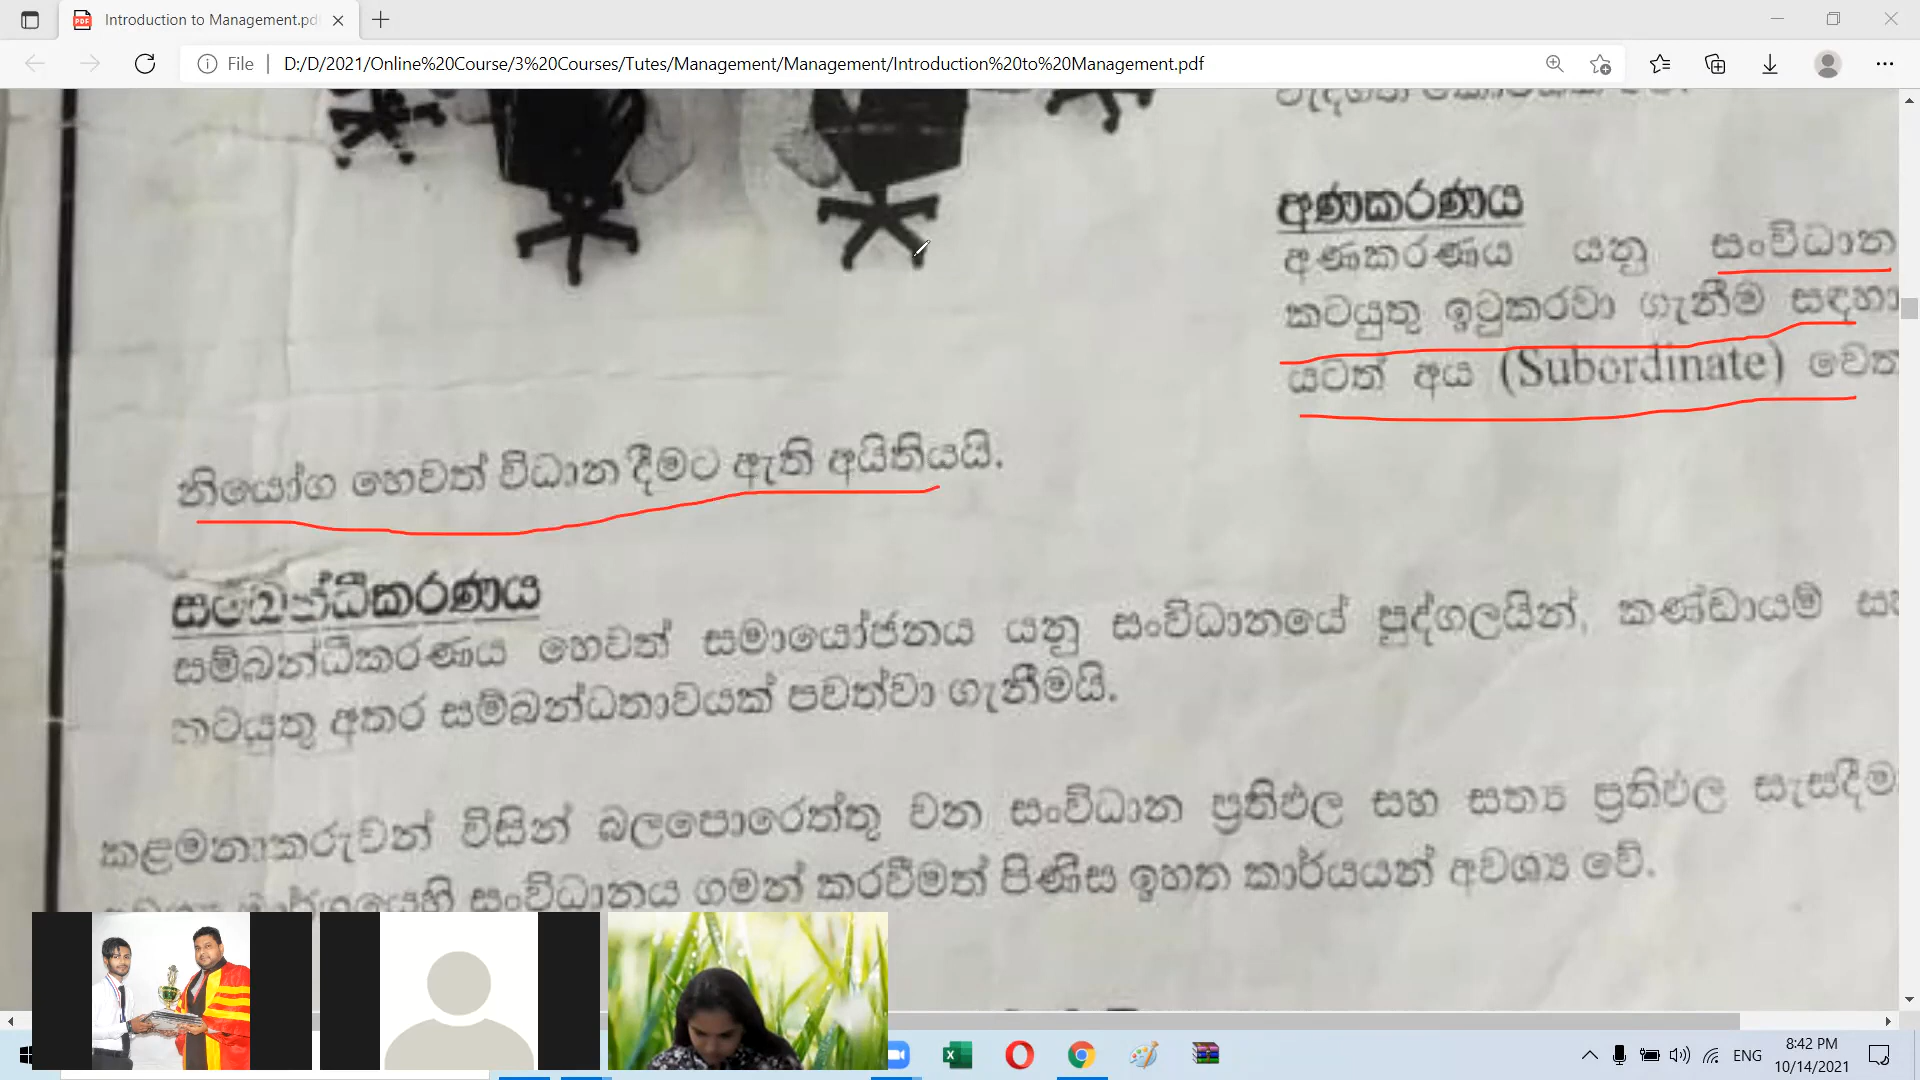 Introduction to Management.pd
File
D:/D/2021/Online%20Course/3%20Courses/Tutes/Management/Management/Introduction%20to%20Management.pdf
අණකරණය
අණකරණය යනු සංවිධාන
කටයුතු ඉටුකරවා ගැනීම සඳහා
යටත් අය (Subordinate) වෙත
නියෝග හෙවත් විධාන දීමට ඇති අයිතියයි.
සම්බන්ධීකරණය
සම්බන්ධීකරණය හෙවත් සමායෝජනය යනු සංවිධානයේ පුද්ගලයින්, කණ්ඩායම් සහ
කටයුතු අතර සම්බන්ධතාවයක් පවත්වා ගැනීමයි.
කළමනාකරුවන් විසින් බලපොරොත්තු වන සංවිධාන ප්‍රතිඵල සහ සත්‍ය ප්‍රතිඵල සැසදීම
සංවිධානය ගමන් කරවීමත් පිණිස ඉහත කාර්යයන් අවශ්‍ය වේ.
ENG
8:42 PM
10/14/2021